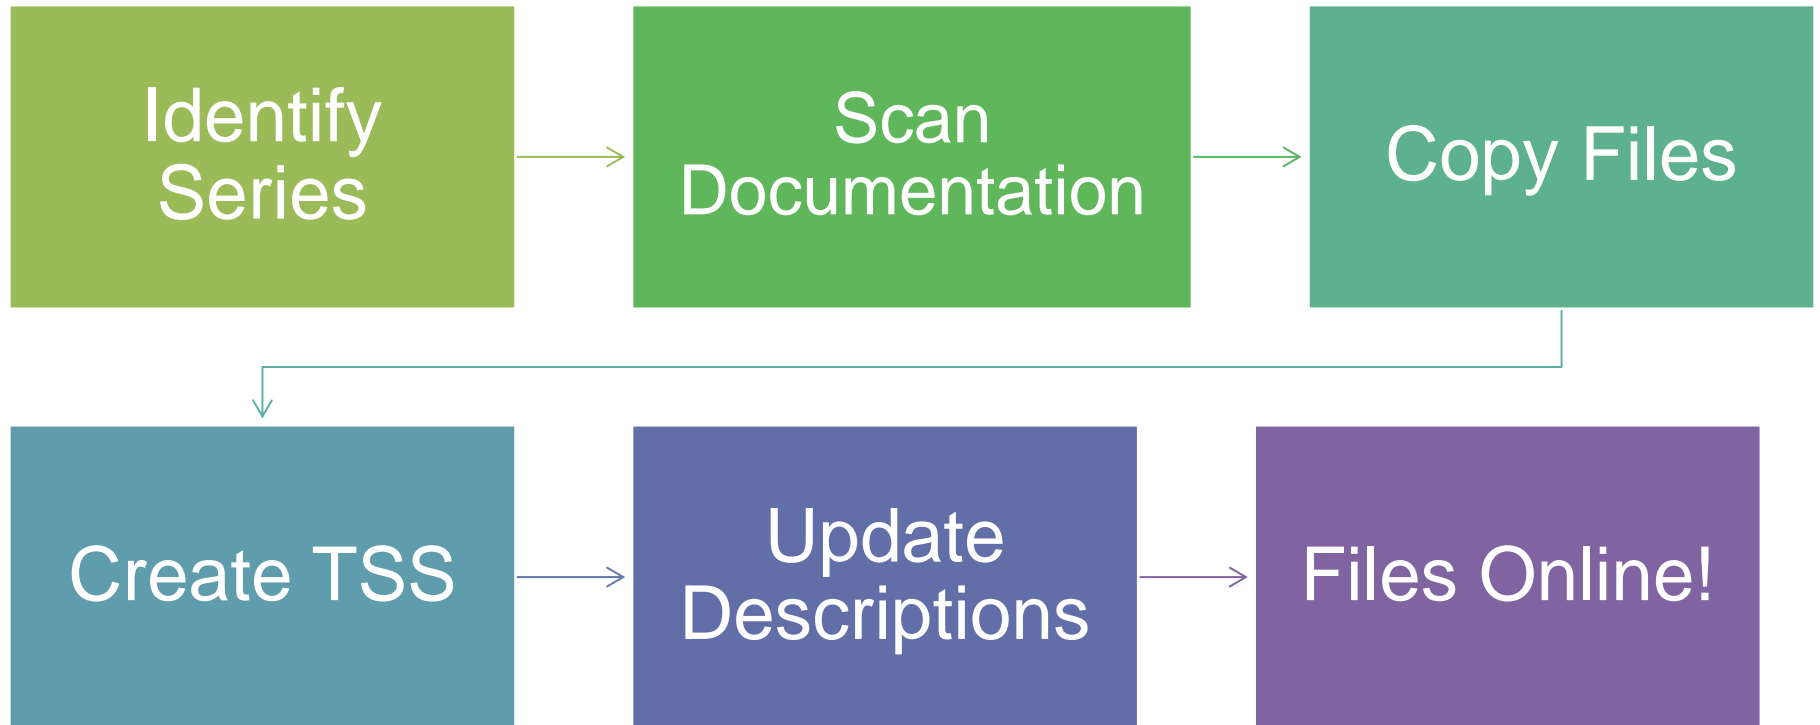 Identify
Series
Scan
Documentation
Copy Files
Create TSS
Update
Descriptions
Files Online!